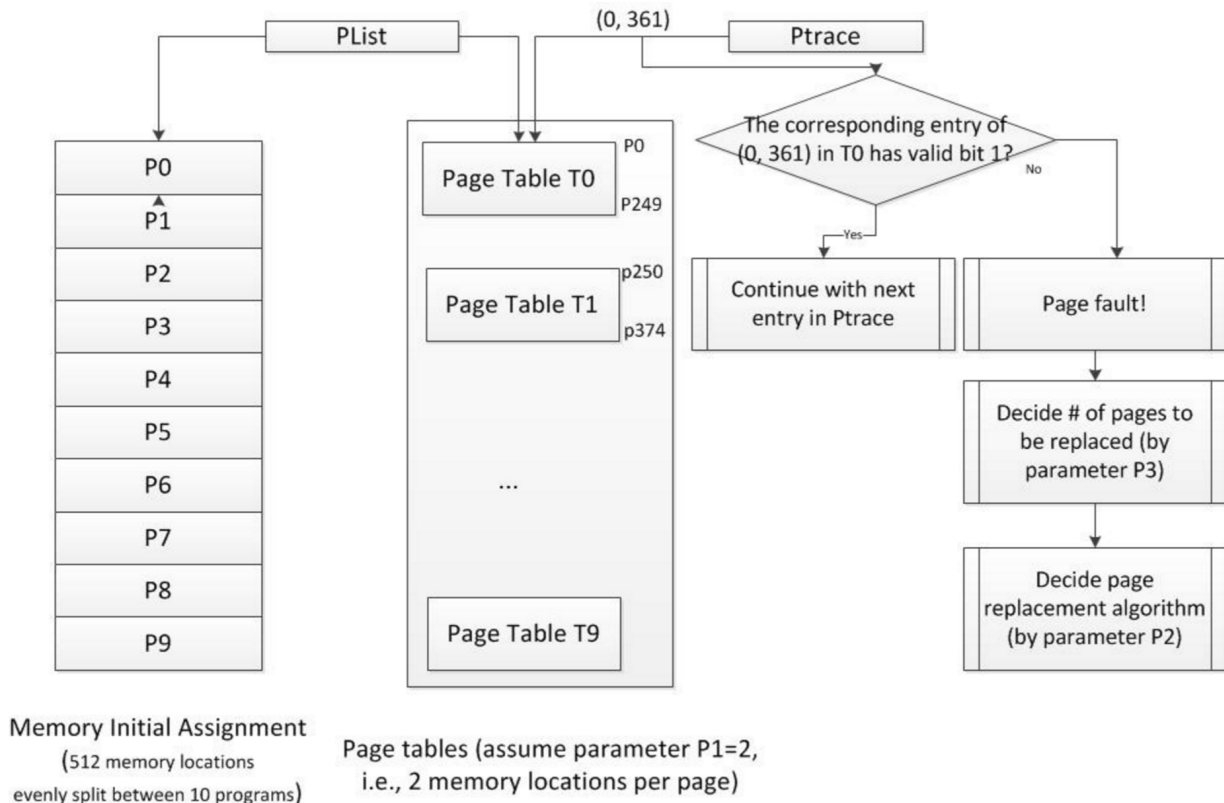 PList
(0, 361)
Ptrace
P0
P1
P2
P3
P4
P5
P6
P7
P8
P9
Memory Initial Assignment
(512 memory locations
evenly split between 10 programs)
Page Table T0
P0
P249
Page Table T1
p250
p374
...
Page Table T9
Page tables (assume parameter P1=2,
i.e., 2 memory locations per page)
The corresponding entry of
(0, 361) in T0 has valid bit 1?
No
Yes
Continue with next
entry in Ptrace
Page fault!
Decide # of pages to
be replaced (by
parameter P3)
Decide page
replacement algorithm
(by parameter P2)